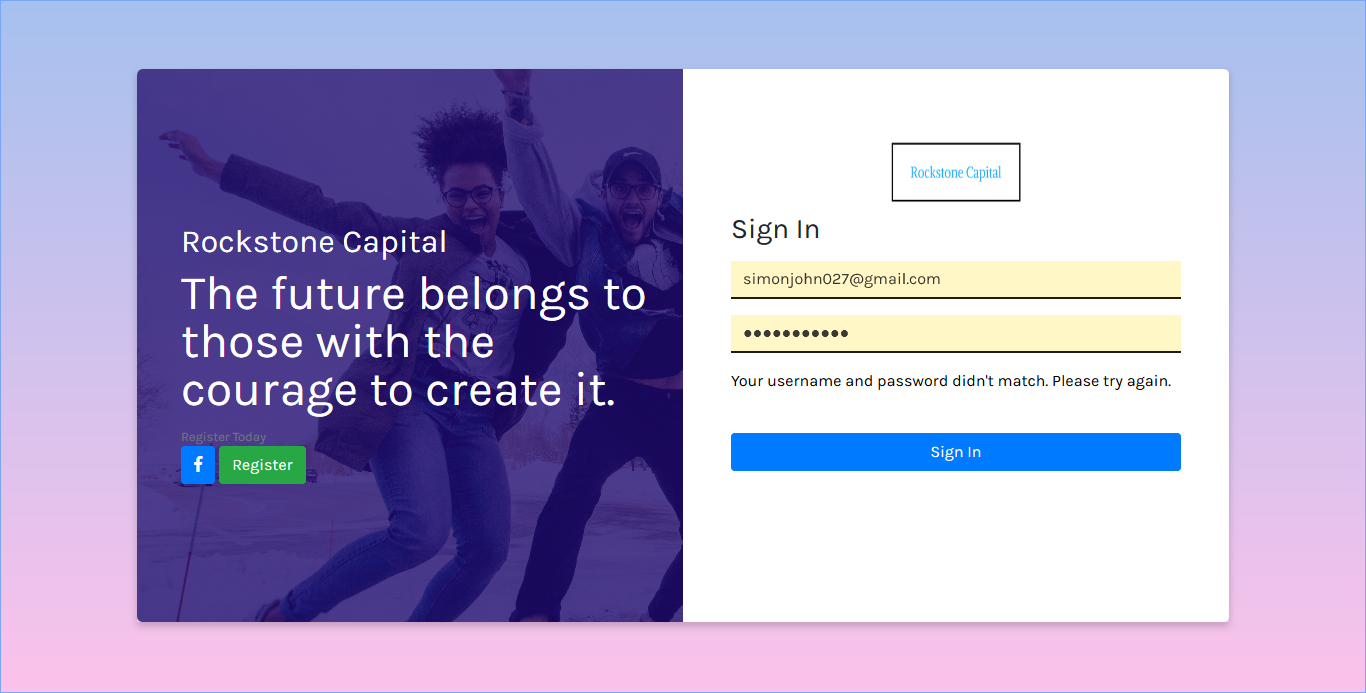 Rockstone Capital
The future belongs to
those with the
courage to create it.
Register Today
f
Register
Rockstone Capital
Sign In
simonjohn027@gmail.com
●●●●●●●●●●●
Your username and password didn't match. Please try again.
Sign In